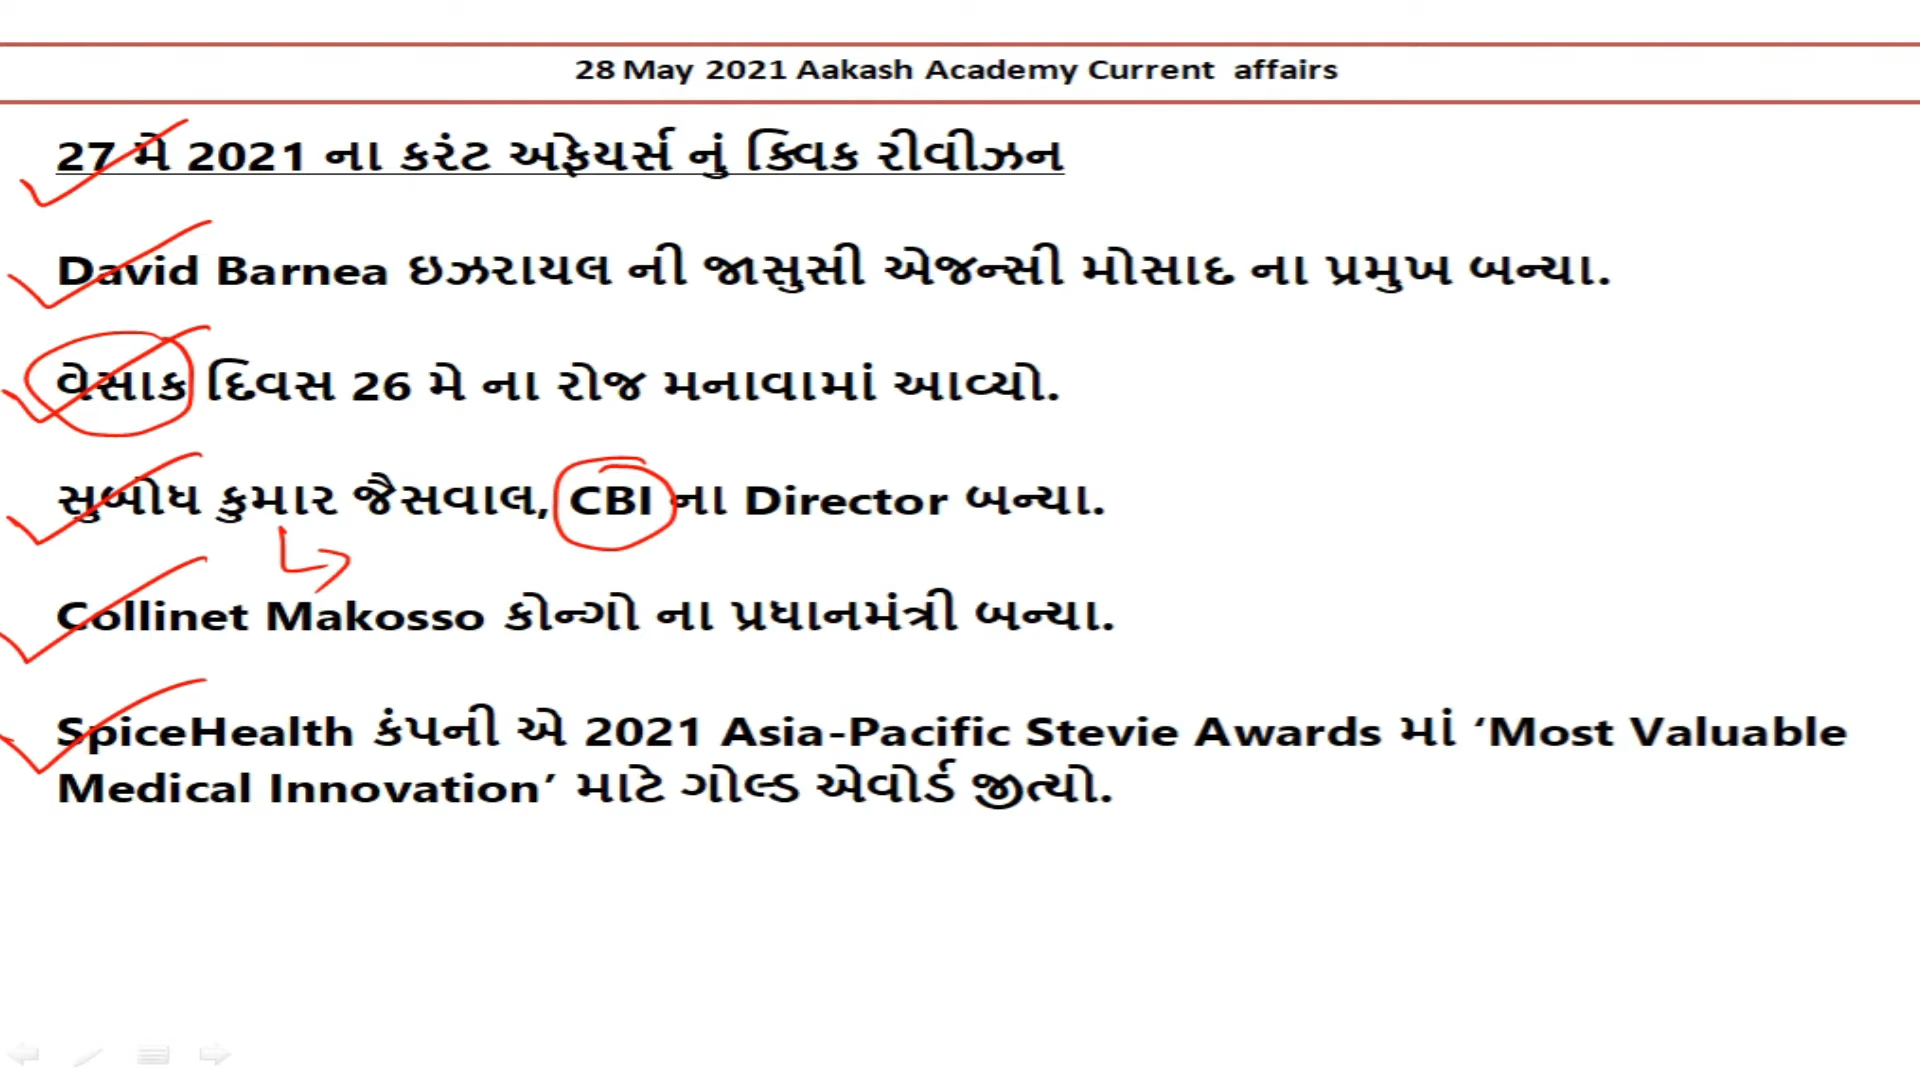 28 May 2021 Aakash Academy Current affairs
27 મે 2021 ના કરંટ અફેયર્સ નું ક્વિક રીવીઝન
David Barnea ઇઝરાયલ ની જાસુસી એજન્સી મોસાદ ના પ્રમુખ બન્યા.
વેસાક દિવસ 26 મે ના રોજ મનાવામાં આવ્યો.
સુબોધ કુમાર જૈસવાલ, CBI ના Director બન્યા.
Collinet Makosso કોન્ગો ના પ્રધાનમંત્રી બન્યા.
SpiceHealth કંપની એ 2021 Asia-Pacific Stevie Awards માં ‘Most Valuable
Medical Innovation’ માટે ગોલ્ડ એવોર્ડ જીત્યો.